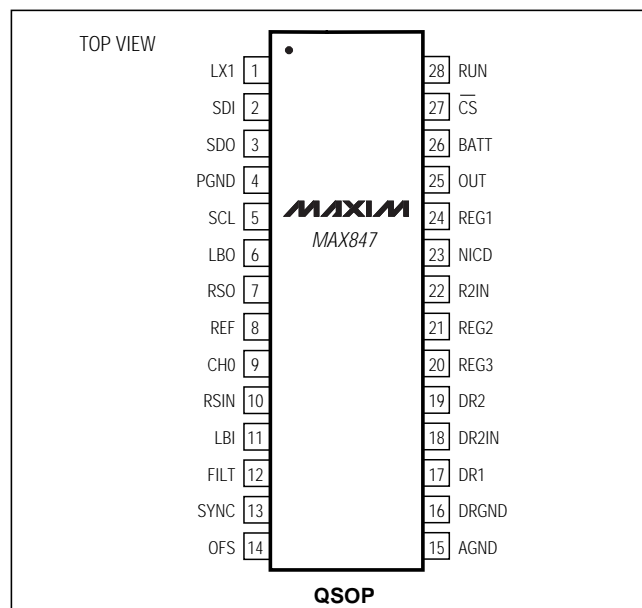 TOP VIEW
LX1 1
SDI 2
SDO 3
PGND 4
SCL 5
LBO 6
RSO 7
REF 8
CH0 9
RSIN 10
LBI 11
FILT 12
SYNC 13
OFS 14
MAXIM
MAX847
28 RUN
27 C̅S̅
26 BATT
25 OUT
24 REG1
23 NICD
22 R2IN
21 REG2
20 REG3
19 DR2
18 DR2IN
17 DR1
16 DRGND
15 AGND
QSOP